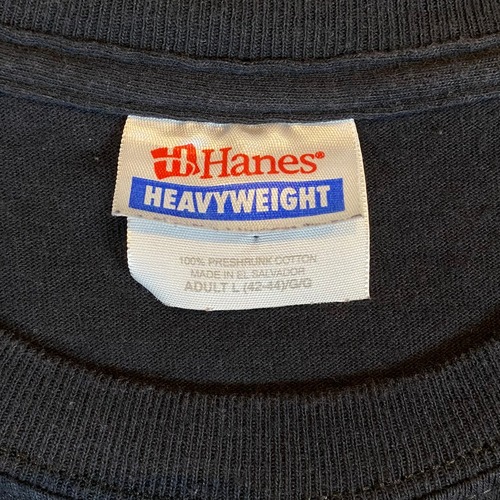 Hanes®
HEAVYWEIGHT
100% PRESHRUNK COTTON
MADE IN EL SALVADOR
ADULT L (42-44)/G/G